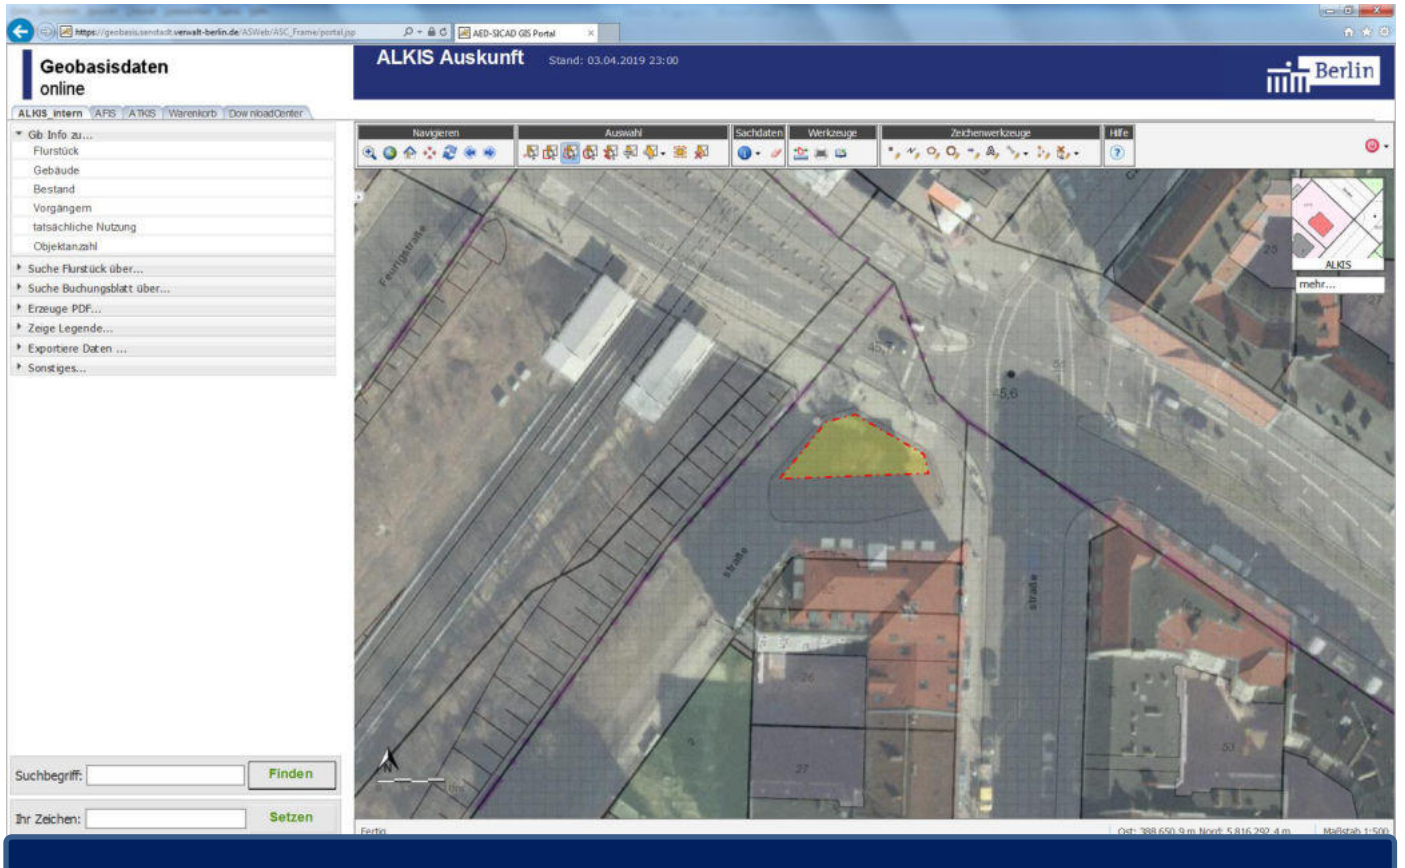 https://geobasis.senstadt.verwalt-berlin.de/ASWeb/ASC_Frame/portal.jsp
AED-SICAD GIS Portal
Geobasisdaten
online
ALKIS Auskunft Stand: 03.04.2019 23:00
Berlin
ALKIS_intern AFIS ATKIS Warenkorb DownloadCenter
Gib Info zu...
Flurstück
Gebäude
Bestand
Vorgängern
tatsächliche Nutzung
Objektanzahl
Suche Flurstück über...
Suche Buchungsblatt über...
Erzeuge PDF...
Zeige Legende...
Exportiere Daten ...
Sonstiges...
Navigieren Auswahl Sachdaten Werkzeuge Zeichenwerkzeuge Hilfe
ALKIS
mehr...
Feurigstraße
25
27
45,7
45,6
straße
straße
26
27
2
53
N
Suchbegriff: Finden
Ihr Zeichen: Setzen
Fertig
Ost: 388.650,9 m Nord: 5.816.292,4 m Maßstab 1:500